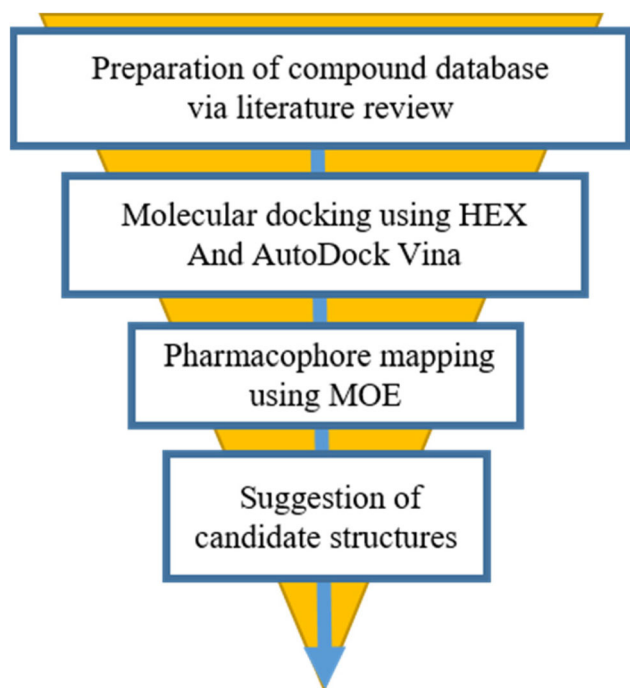 Preparation of compound database
via literature review
Molecular docking using HEX
And AutoDock Vina
Pharmacophore mapping
using MOE
Suggestion of
candidate structures